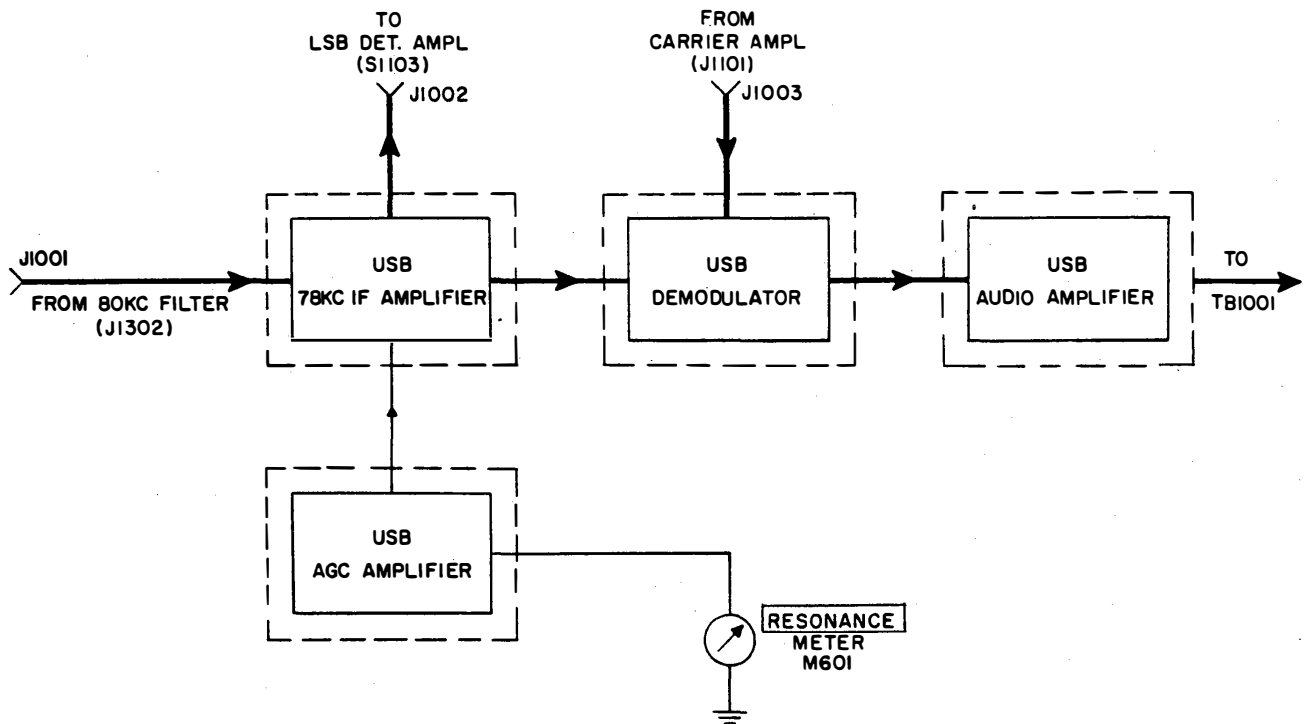 TO
LSB DET. AMPL
(S1103)
J1002
FROM
CARRIER AMPL
(J1101)
J1003
J1001
FROM 80KC FILTER
(J1302)
USB
78KC IF AMPLIFIER
USB
DEMODULATOR
USB
AUDIO AMPLIFIER
TO
TB1001
USB
AGC AMPLIFIER
RESONANCE
METER
M601